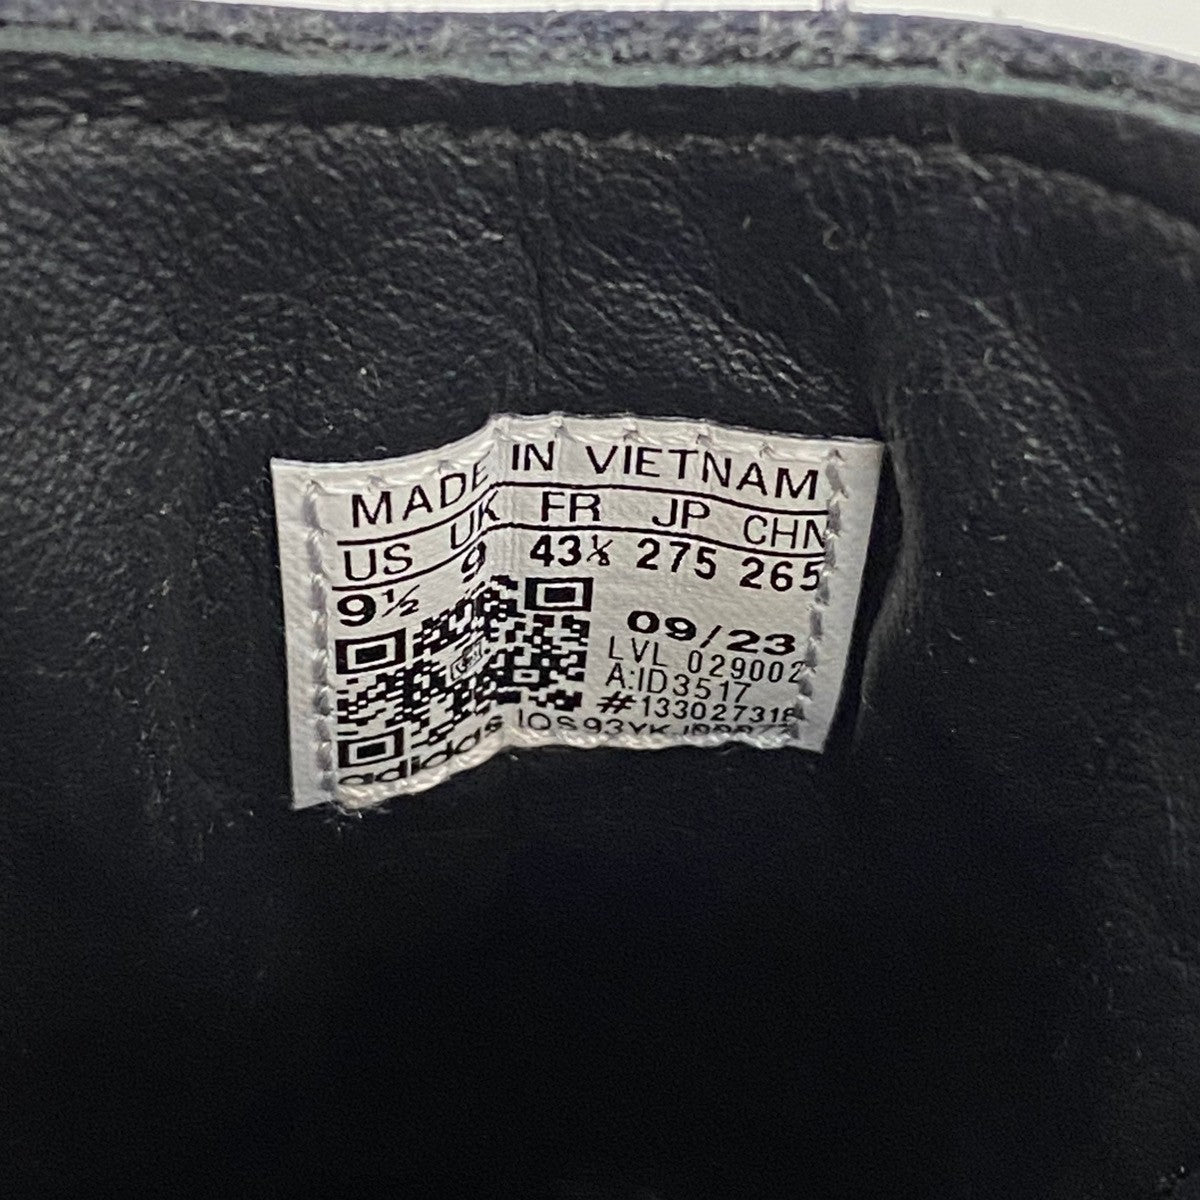 MADE IN VIETNAM
US UK FR JP CHN
9½ 9 43⅓ 275 265
09/23
LVL 029002
A:ID3517
#13302731
adidas